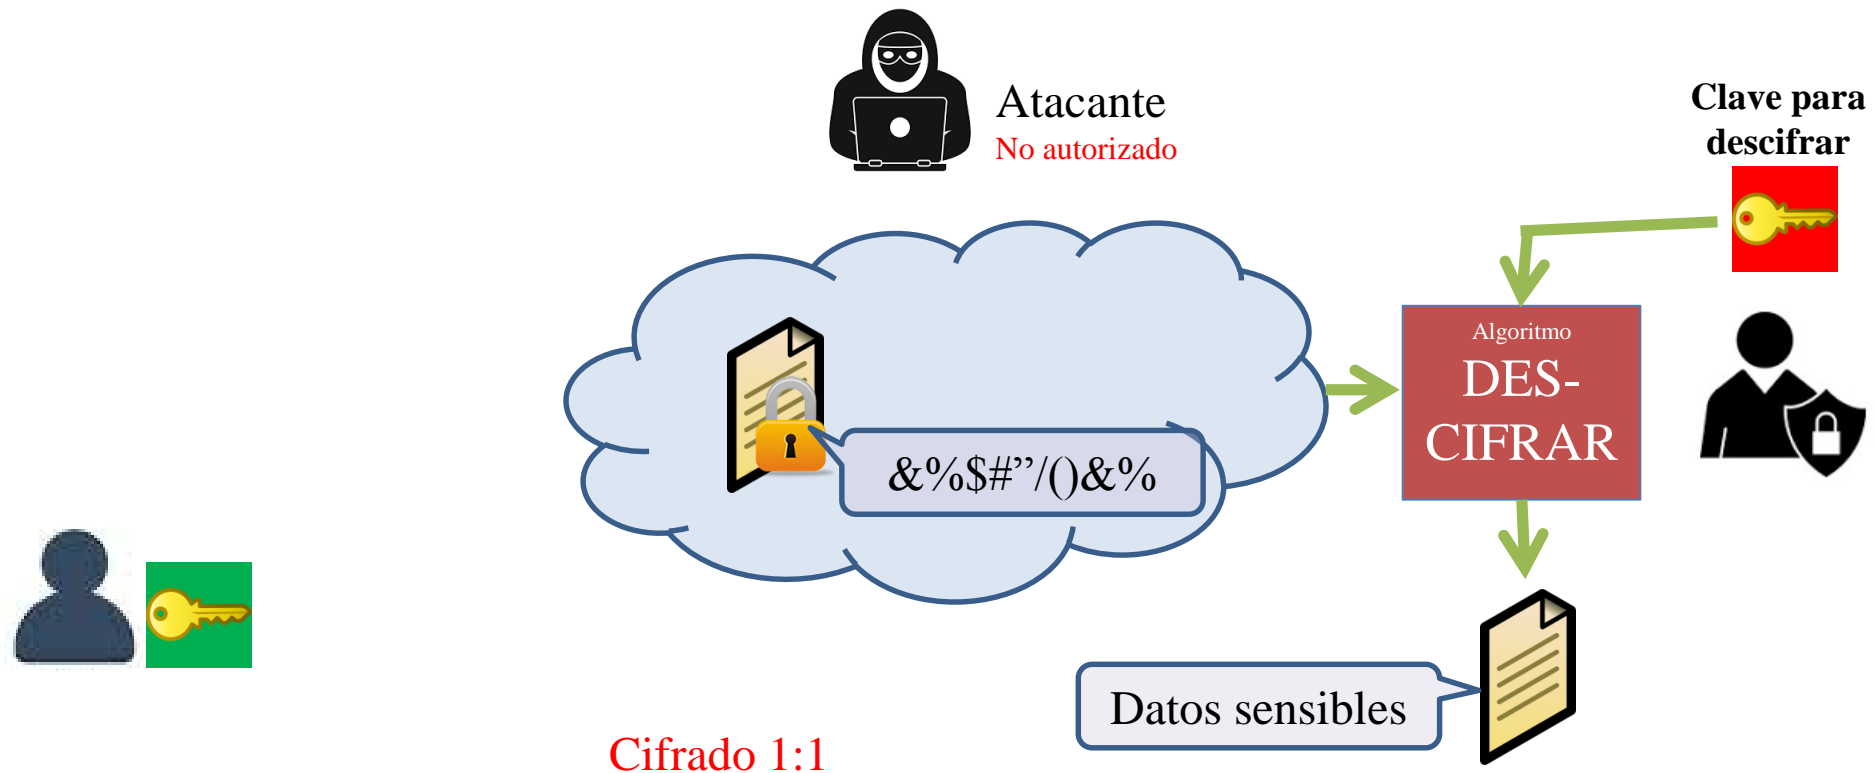 Atacante
No autorizado
Clave para
descifrar
Algoritmo
DES-
CIFRAR
&%$#”/()&%
Datos sensibles
Cifrado 1:1